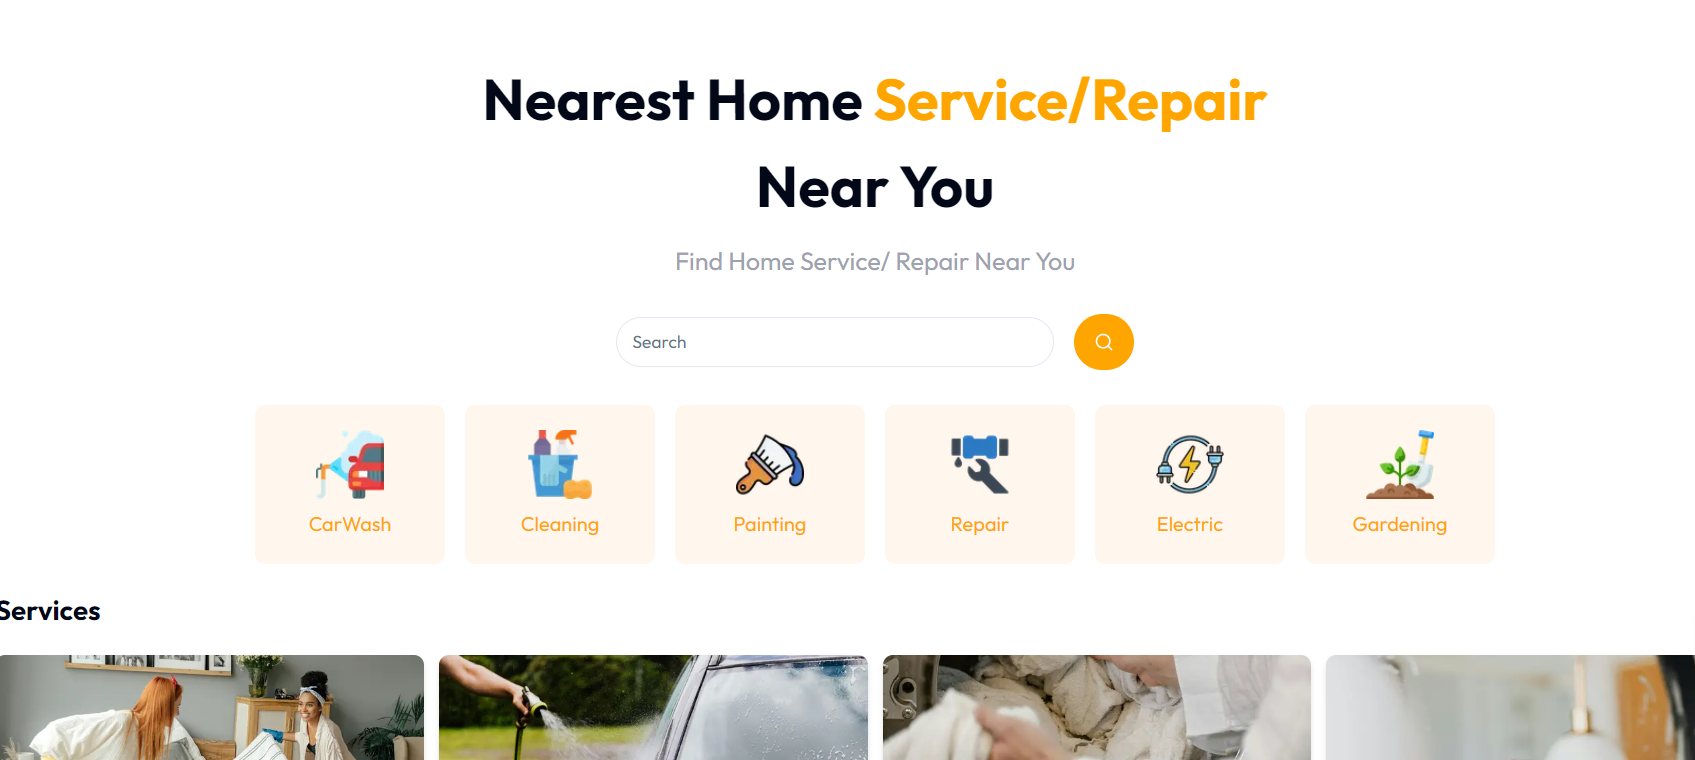 Nearest Home Service/Repair
Near You
Find Home Service/ Repair Near You
Search
CarWash
Cleaning
Painting
Repair
Electric
Gardening
Services